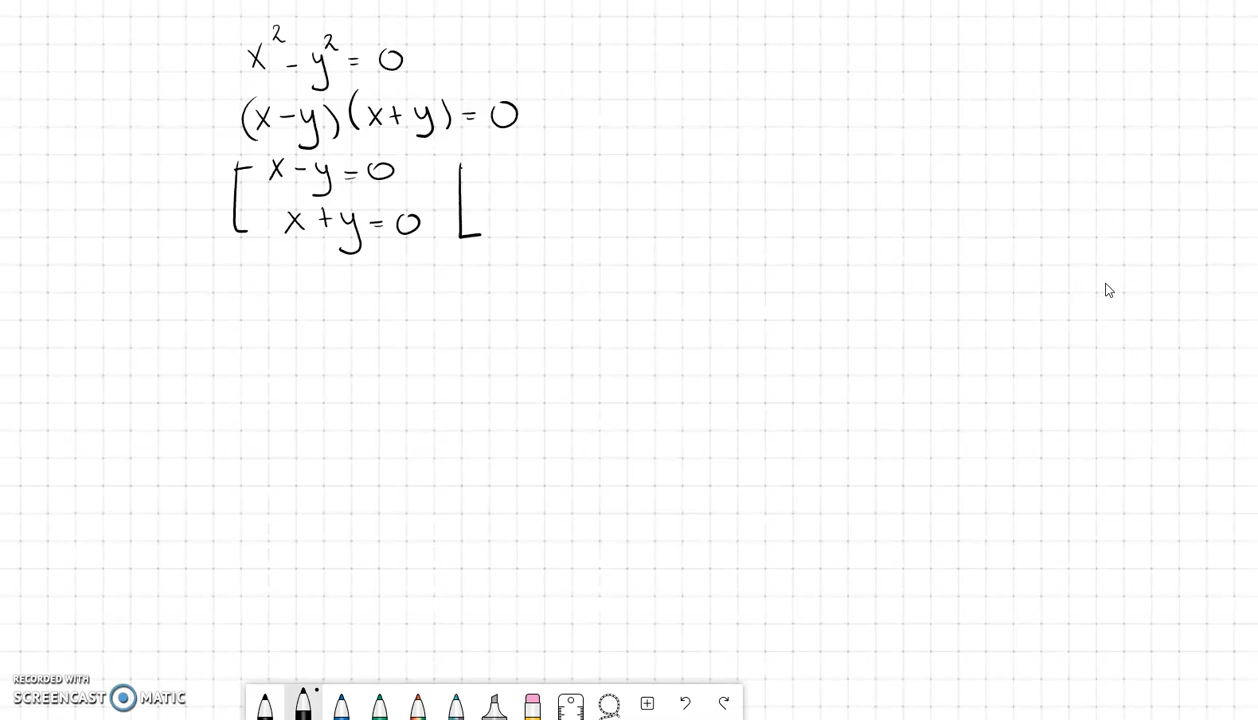 x² - y² = 0
(x - y)(x + y) = 0
[ x - y = 0
x + y = 0 [
RECORDED WITH
SCREENCAST MATIC